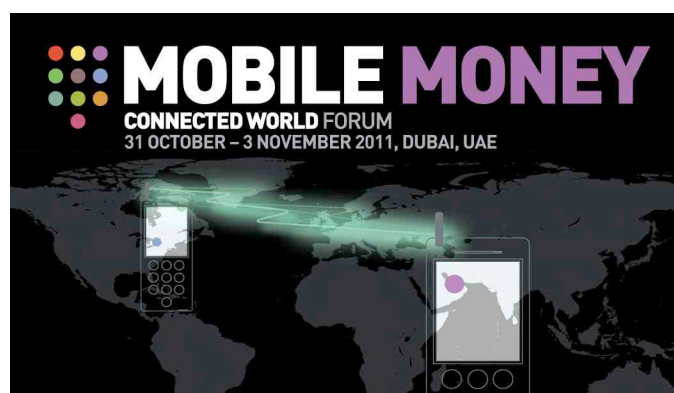 MOBILE MONEY
CONNECTED WORLD FORUM
31 OCTOBER – 3 NOVEMBER 2011, DUBAI, UAE